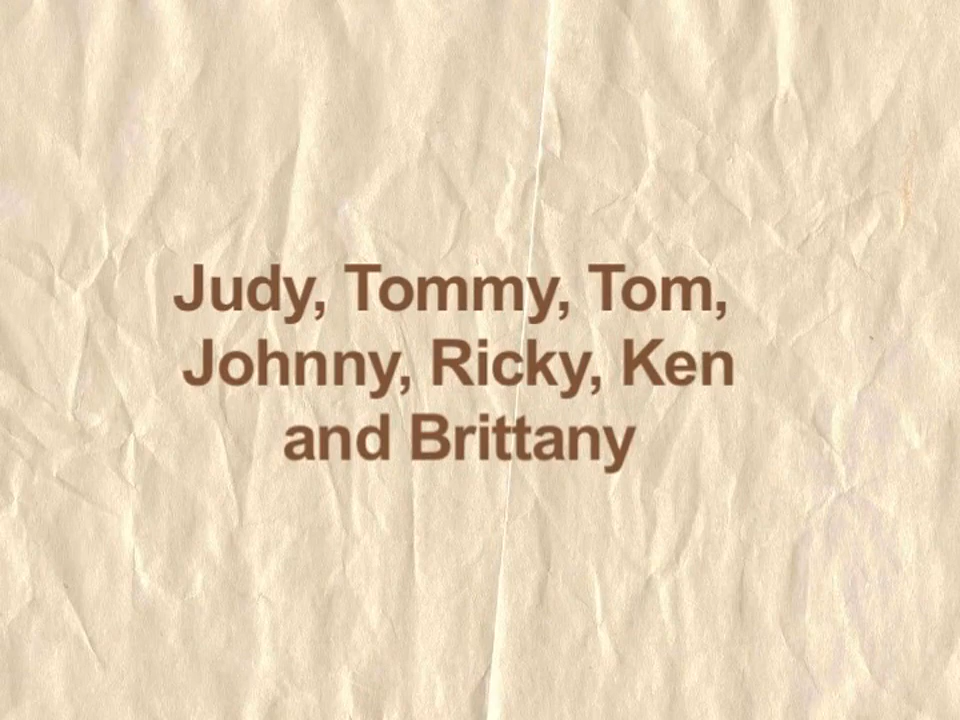 Judy, Tommy, Tom,
Johnny, Ricky, Ken
and Brittany